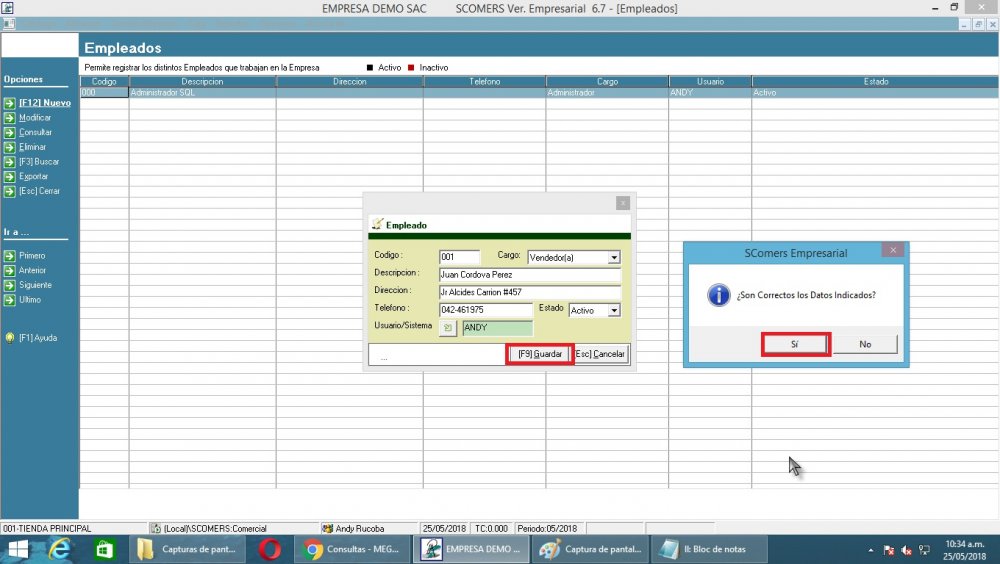 EMPRESA DEMO SAC SCOMERS Ver. Empresarial 6.7 - [Empleados]
Empleados
Permite registrar los distintos Empleados que trabajan en la Empresa Activo Inactivo
Opciones
[F12] Nuevo
Modificar
Consultar
Eliminar
[F3] Buscar
Exportar
[Esc] Cerrar
Ir a ...
Primero
Anterior
Siguiente
Ultimo
[F1] Ayuda
Codigo Descripcion Direccion Telefono Cargo Usuario Estado
000 Administrador SQL Administrador ANDY Activo
Empleado
Codigo : 001 Cargo: Vendedor(a)
Descripcion : Juan Cordova Perez
Direccion : Jr Alcides Carrion #457
Telefono : 042-461975 Estado Activo
Usuario/Sistema ANDY
... [F9] Guardar [Esc] Cancelar
SComers Empresarial
¿Son Correctos los Datos Indicados?
Sí No
001-TIENDA PRINCIPAL (Local)\SCOMERS:Comercial Andy Rucoba 25/05/2018 TC:0.000 Periodo:05/2018
Capturas de pant... Consultas - MEG... EMPRESA DEMO ... Captura de pantal... II: Bloc de notas 10:34 a.m.
25/05/2018